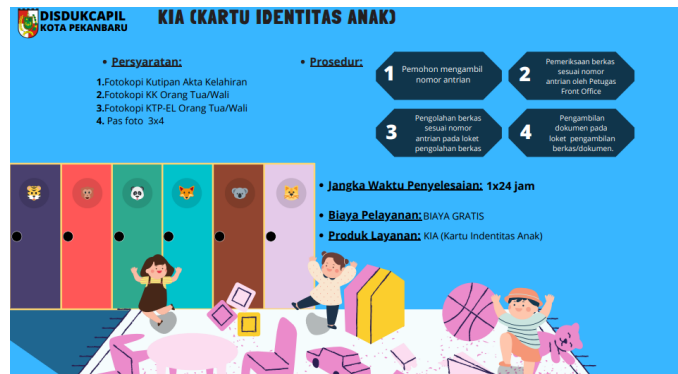 DISDUKCAPIL
KOTA PEKANBARU
KIA (KARTU IDENTITAS ANAK)
• Persyaratan:
1.Fotokopi Kutipan Akta Kelahiran
2.Fotokopi KK Orang Tua/Wali
3.Fotokopi KTP-EL Orang Tua/Wali
4. Pas foto 3x4
• Prosedur:
1 Pemohon mengambil
nomor antrian
2 Pemeriksaan berkas
sesuai nomor
antrian oleh Petugas
Front Office
3 Pengolahan berkas
sesuai nomor
antrian pada loket
pengolahan berkas
4 Pengambilan
dokumen pada
loket pengambilan
berkas/dokumen.
• Jangka Waktu Penyelesaian: 1x24 jam
• Biaya Pelayanan: BIAYA GRATIS
• Produk Layanan: KIA (Kartu Indentitas Anak)